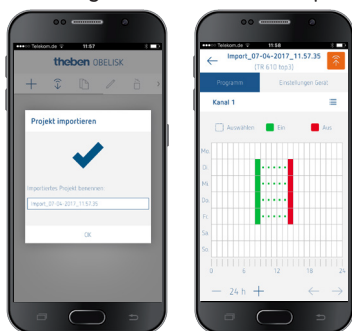 Telekom.de 11:57
theben OBELISK
Projekt importieren
Importiertes Projekt benennen:
Import_07-04-2017_11.57.35
OK
Telekom.de 11:58
Import_07-04-2017_11.57.35
[TR 610 top3]
Programm Einstellungen Gerät
Kanal 1
Auswählen Ein Aus
Mo
Di
Mi
Do
Fr
Sa
So
0 6 12 18 24
24 h